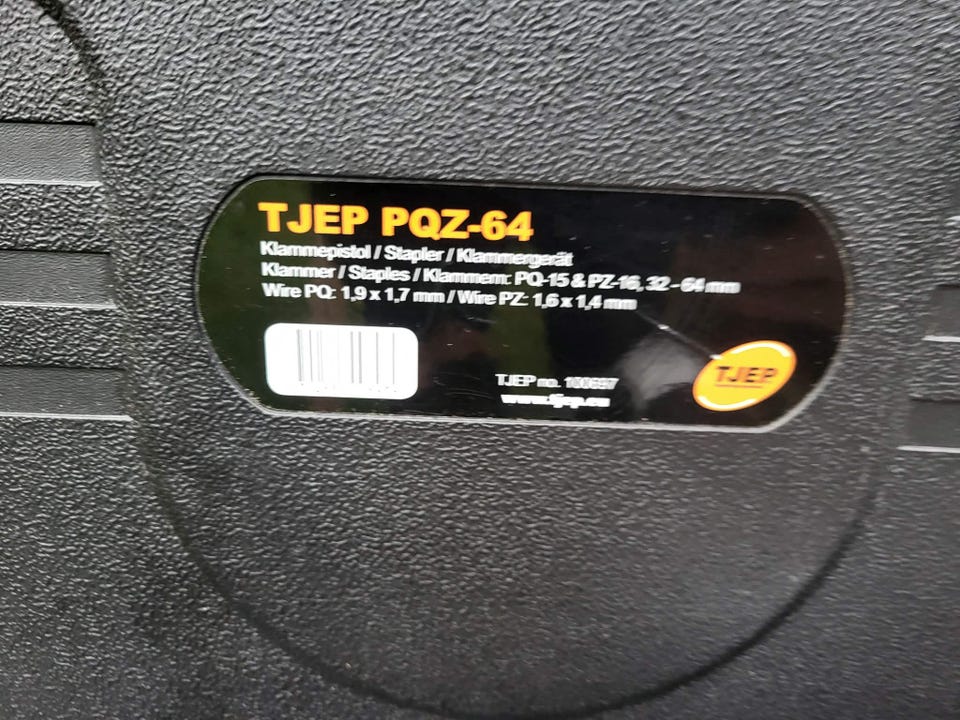 TJEP PQZ-64
Klammepistol / Stapler / Klammergerät
Klammer / Staples / Klammern: PQ-15 & PZ-16, 32 - 64 mm
Wire PQ: 1,9 x 1,7 mm / Wire PZ: 1,6 x 1,4 mm
TJEP no.
www.tjep.eu
TJEP